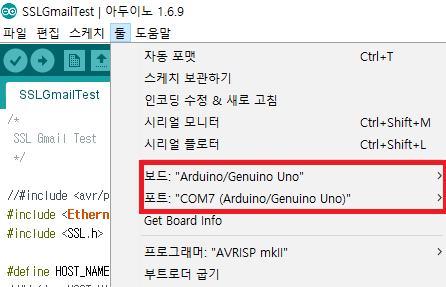 SSLGmailTest | 아두이노 1.6.9
파일 편집 스케치 툴 도움말
자동 포맷 Ctrl+T
스케치 보관하기
SSLGmailTest
인코딩 수정 & 새로 고침
/* 시리얼 모니터 Ctrl+Shift+M
SSL Gmail Test 시리얼 플로터 Ctrl+Shift+L
*/
보드: "Arduino/Genuino Uno"
//#include <avr/p
포트: "COM7 (Arduino/Genuino Uno)"
#include <Ethern
Get Board Info
#include <SSL.h>
프로그래머: "AVRISP mkII"
#define HOST_NAME
부트로더 굽기